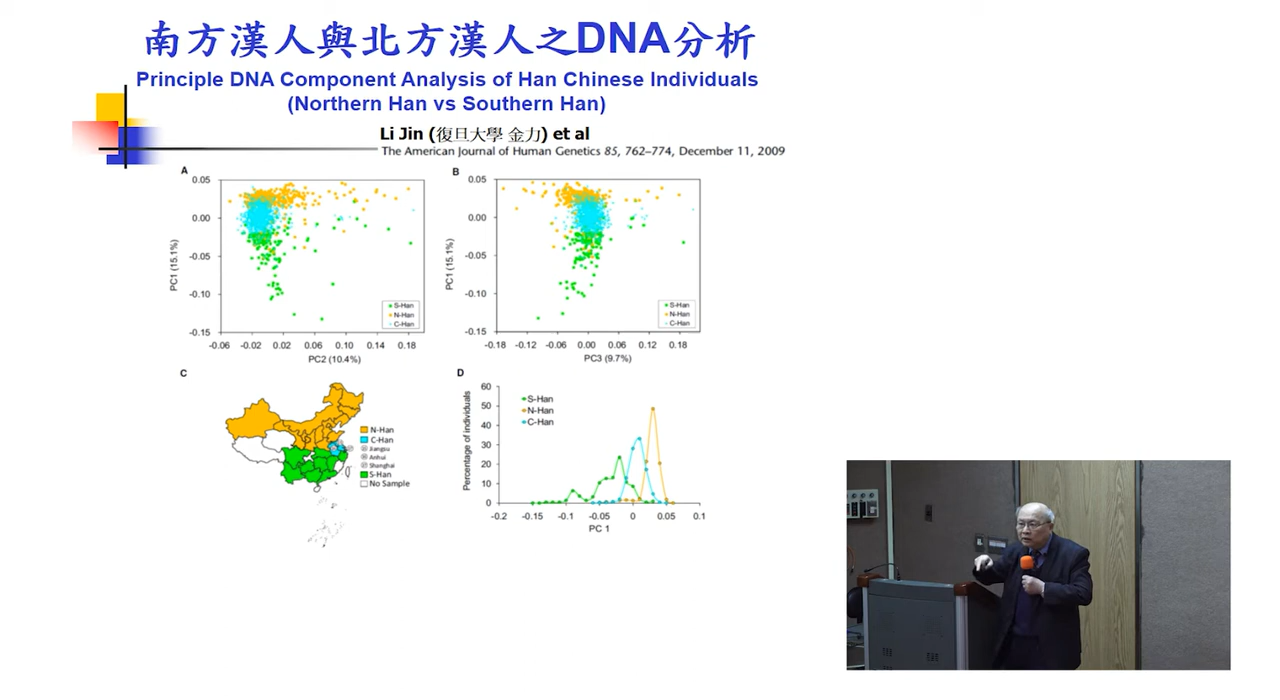 南方漢人與北方漢人之DNA分析
Principle DNA Component Analysis of Han Chinese Individuals
(Northern Han vs Southern Han)
Li Jin (復旦大學 金力) et al
The American Journal of Human Genetics 85, 762–774, December 11, 2009
A
0.05
0.00
-0.05
-0.10
-0.15
PC1 (15.1%)
S-Han
N-Han
C-Han
-0.06 -0.02 0.02 0.06 0.10 0.14 0.18
PC2 (10.4%)
B
0.05
0.00
-0.05
-0.10
-0.15
PC1 (15.1%)
S-Han
N-Han
C-Han
-0.18 -0.12 -0.06 0.00 0.06 0.12 0.18
PC3 (9.7%)
C
N-Han
C-Han
Jiangsu
Anhui
Shanghai
S-Han
No Sample
D
60
50
40
30
20
10
0
Percentage of individuals
S-Han
N-Han
C-Han
-0.2 -0.15 -0.1 -0.05 0 0.05 0.1
PC 1